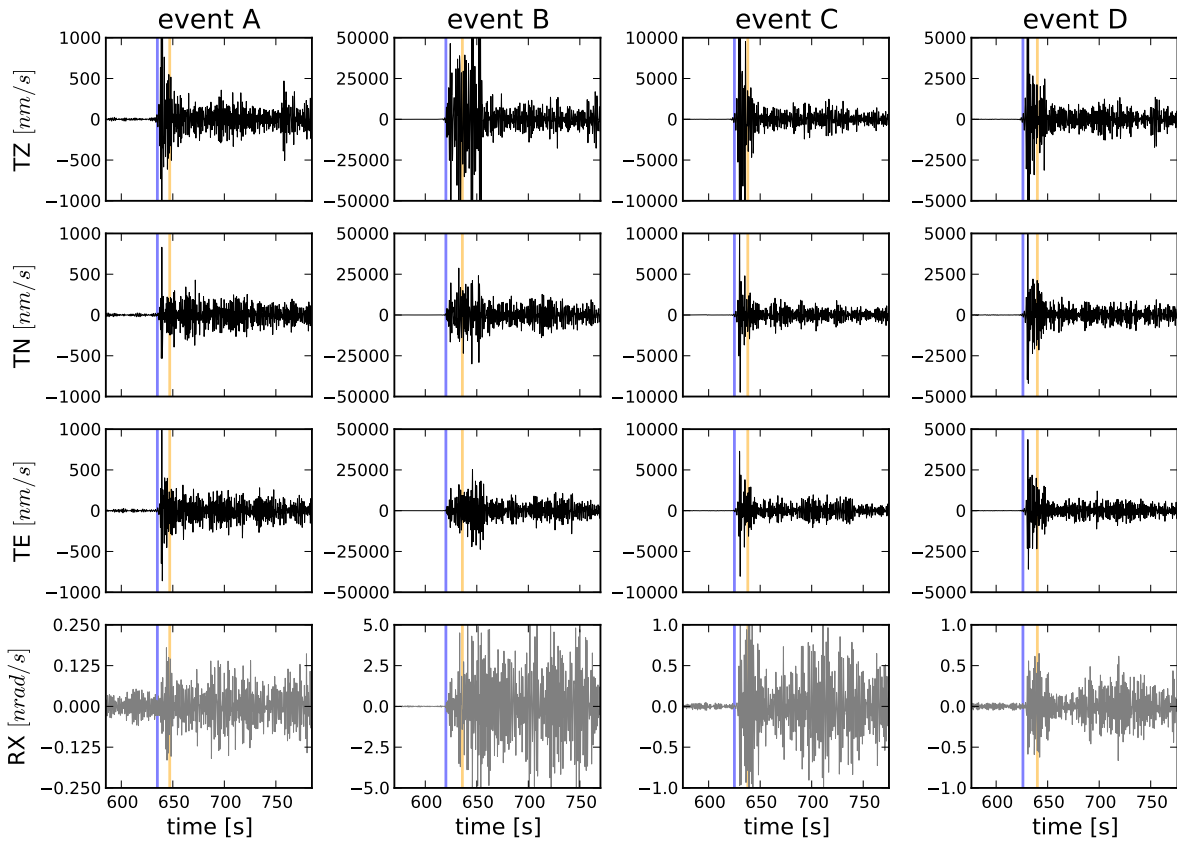 event A event B event C event D
TZ [nm/s]
1000 50000 10000 5000
500 25000 5000 2500
0 0 0 0
−500 −25000 −5000 −2500
−1000 −50000 −10000 −5000
TN [nm/s]
1000 50000 10000 5000
500 25000 5000 2500
0 0 0 0
−500 −25000 −5000 −2500
−1000 −50000 −10000 −5000
TE [nm/s]
1000 50000 10000 5000
500 25000 5000 2500
0 0 0 0
−500 −25000 −5000 −2500
−1000 −50000 −10000 −5000
RX [nrad/s]
0.250 5.0 1.0 1.0
0.125 2.5 0.5 0.5
0.000 0.0 0.0 0.0
−0.125 −2.5 −0.5 −0.5
−0.250 −5.0 −1.0 −1.0
600 650 700 750 600 650 700 750 600 650 700 750 600 650 700 750
time [s] time [s] time [s] time [s]